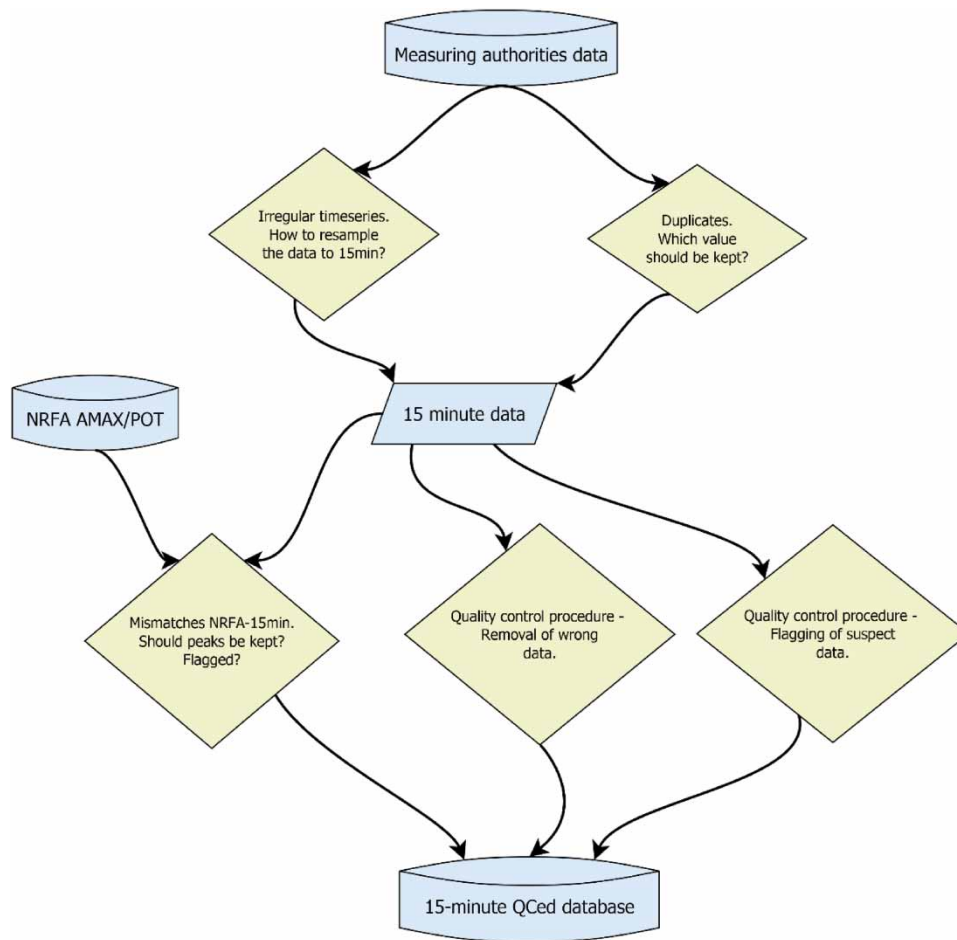 Measuring authorities data
Irregular timeseries.
How to resample
the data to 15min?
Duplicates.
Which value
should be kept?
NRFA AMAX/POT
15 minute data
Mismatches NRFA-15min.
Should peaks be kept?
Flagged?
Quality control procedure -
Removal of wrong
data.
Quality control procedure -
Flagging of suspect
data.
15-minute QCed database